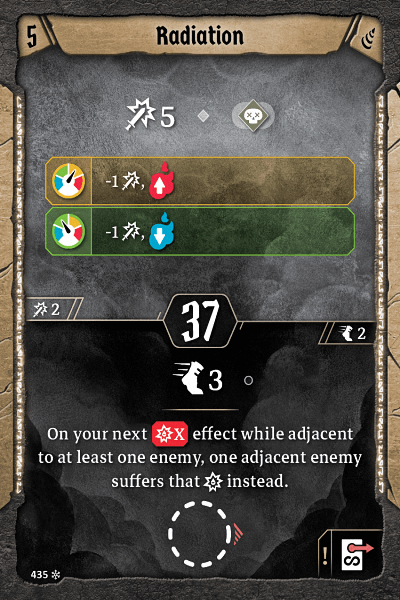 5
Radiation
5
-1 ,
-1 ,
2
37
2
3
On your next X effect while adjacent
to at least one enemy, one adjacent enemy
suffers that instead.
!
435